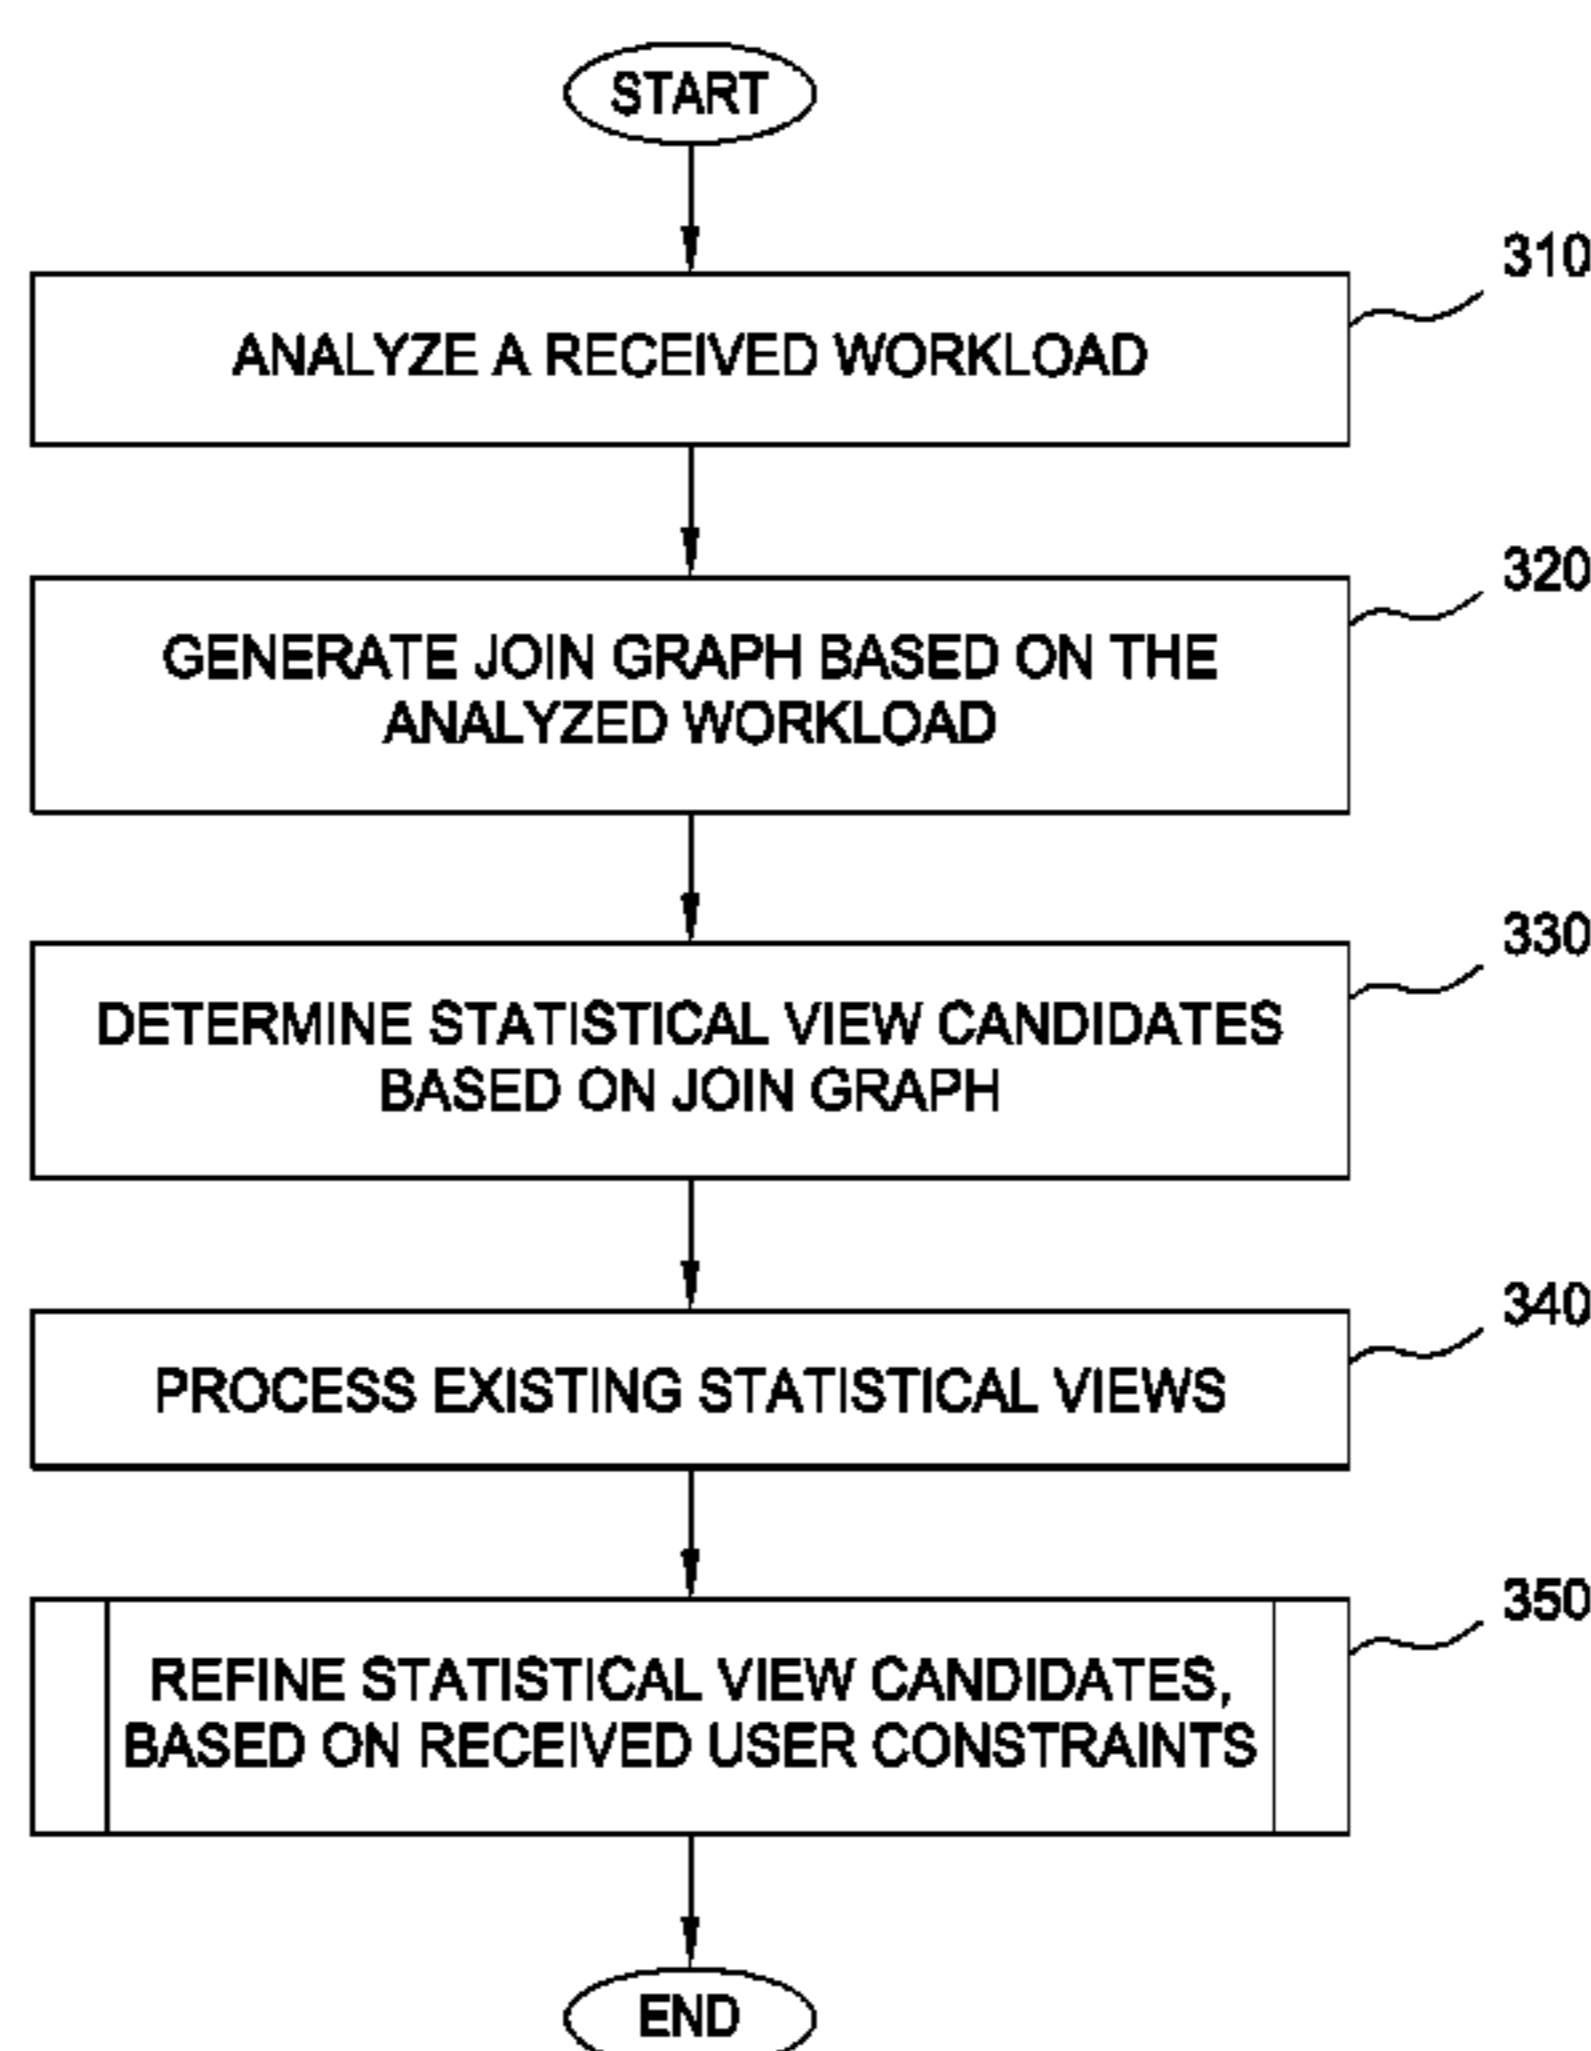 START
310
ANALYZE A RECEIVED WORKLOAD
320
GENERATE JOIN GRAPH BASED ON THE
ANALYZED WORKLOAD
330
DETERMINE STATISTICAL VIEW CANDIDATES
BASED ON JOIN GRAPH
340
PROCESS EXISTING STATISTICAL VIEWS
350
REFINE STATISTICAL VIEW CANDIDATES,
BASED ON RECEIVED USER CONSTRAINTS
END